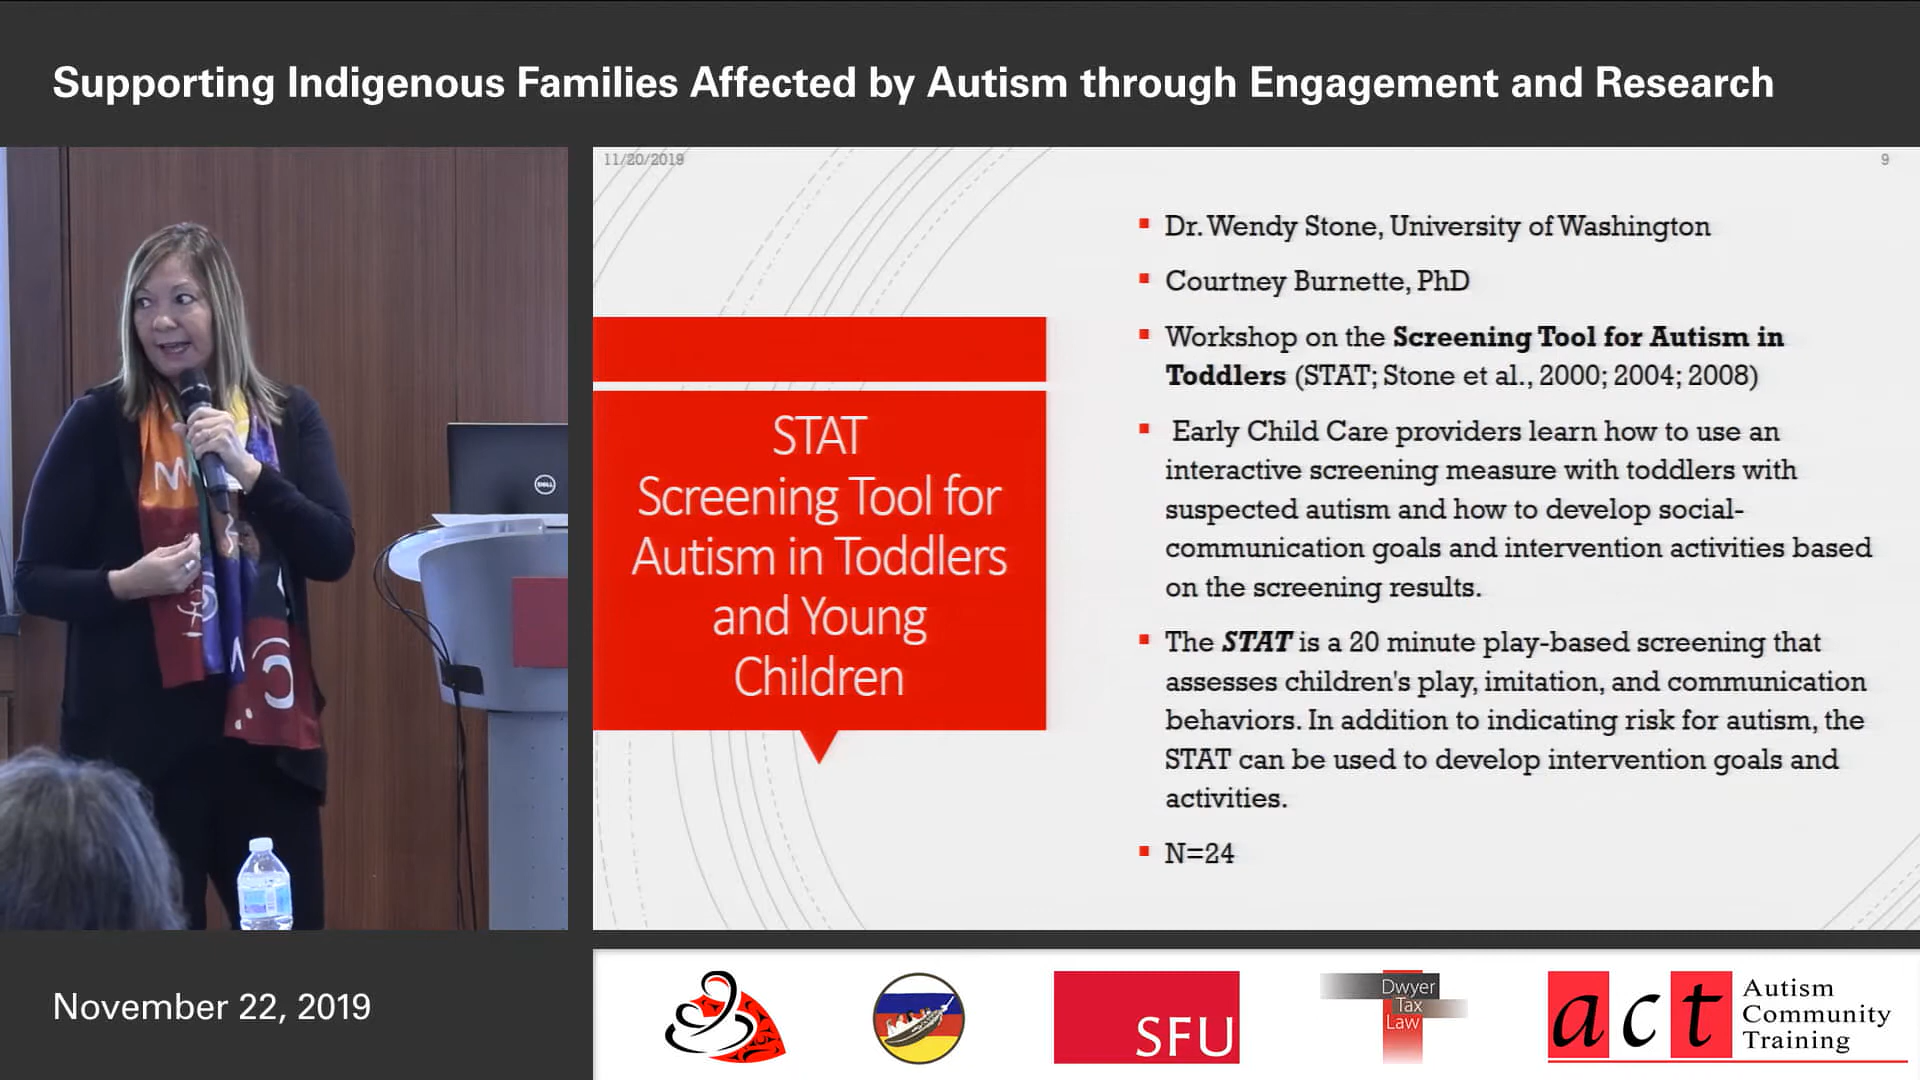 Supporting Indigenous Families Affected by Autism through Engagement and Research
11/20/2019
9
STAT
Screening Tool for
Autism in Toddlers
and Young
Children
Dr. Wendy Stone, University of Washington
Courtney Burnette, PhD
Workshop on the Screening Tool for Autism in
Toddlers (STAT; Stone et al., 2000; 2004; 2008)
Early Child Care providers learn how to use an
interactive screening measure with toddlers with
suspected autism and how to develop social-
communication goals and intervention activities based
on the screening results.
The STAT is a 20 minute play-based screening that
assesses children's play, imitation, and communication
behaviors. In addition to indicating risk for autism, the
STAT can be used to develop intervention goals and
activities.
N=24
DELL
November 22, 2019
SFU
Dwyer
Tax
Law
act
Autism
Community
Training